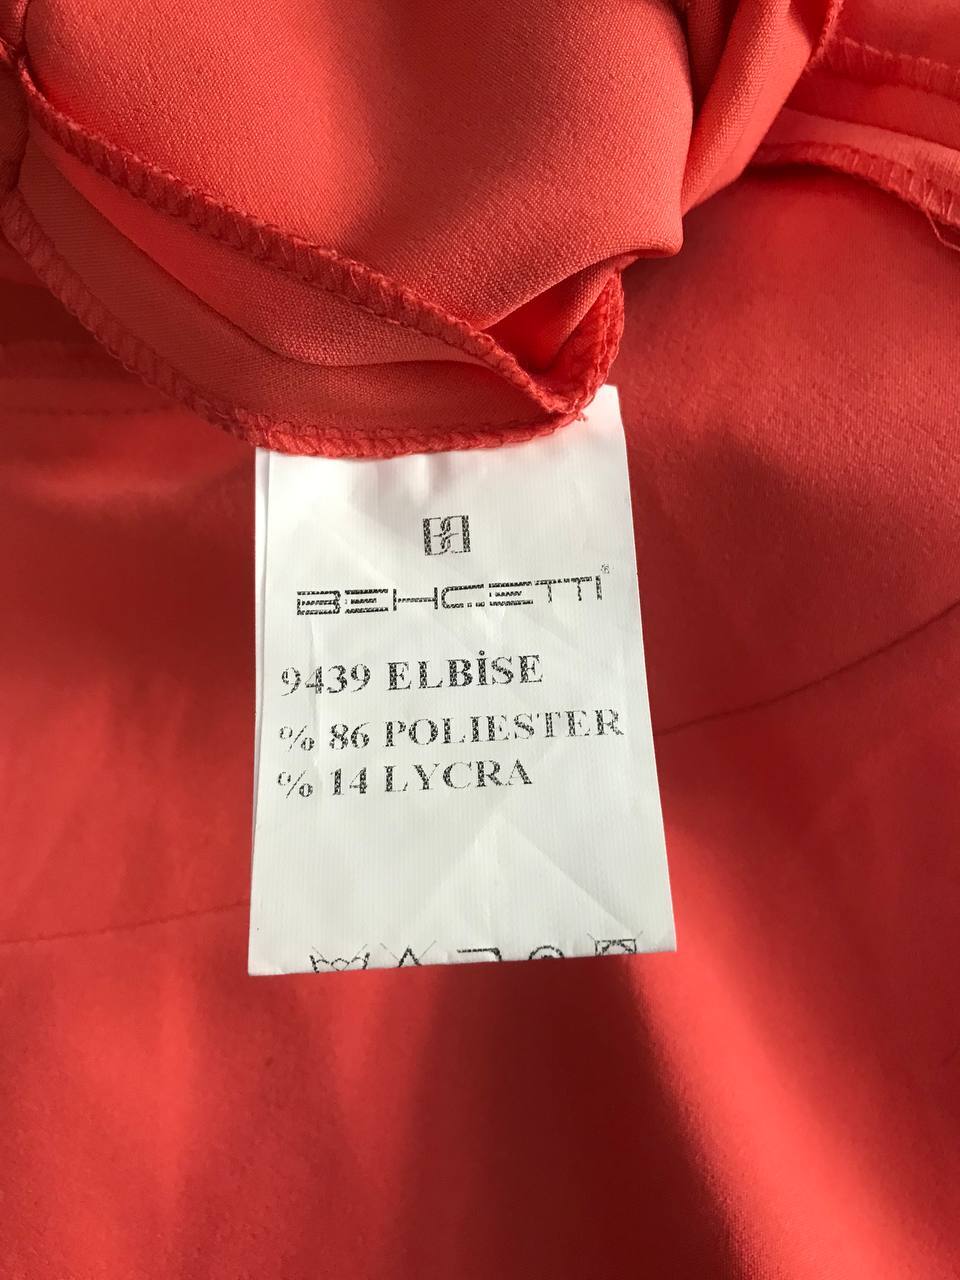 BEHCETTI®
9439 ELBİSE
% 86 POLIESTER
% 14 LYCRA